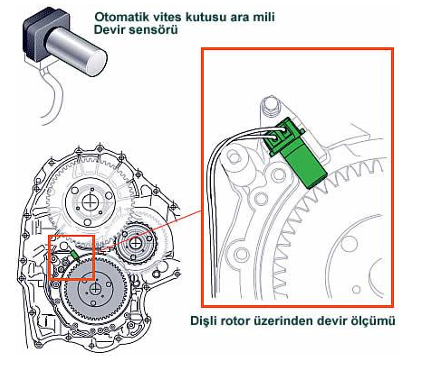 Otomatik vites kutusu ara mili
Devir sensörü
Dişli rotor üzerinden devir ölçümü